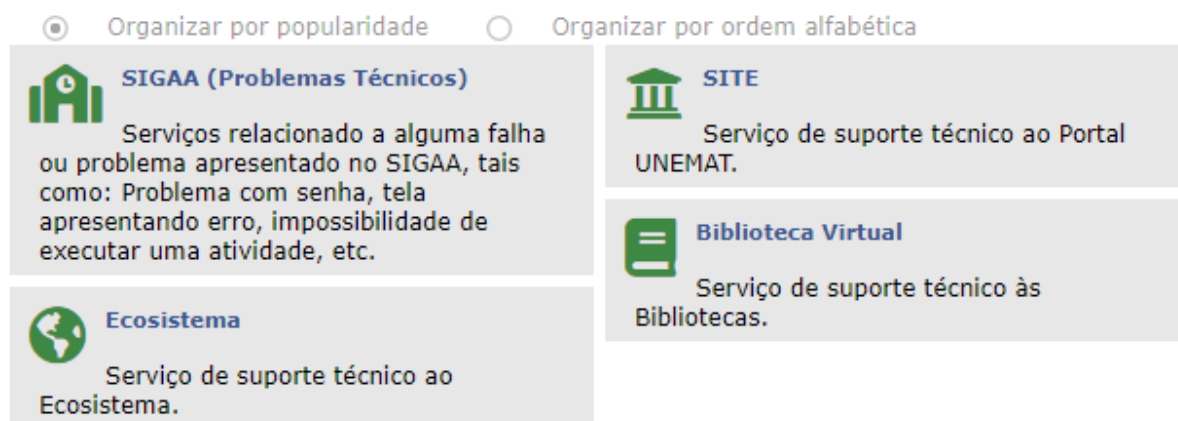 Organizar por popularidade
Organizar por ordem alfabética
SIGAA (Problemas Técnicos)
Serviços relacionado a alguma falha
ou problema apresentado no SIGAA, tais
como: Problema com senha, tela
apresentando erro, impossibilidade de
executar uma atividade, etc.
Ecosistema
Serviço de suporte técnico ao
Ecosistema.
SITE
Serviço de suporte técnico ao Portal
UNEMAT.
Biblioteca Virtual
Serviço de suporte técnico às
Bibliotecas.